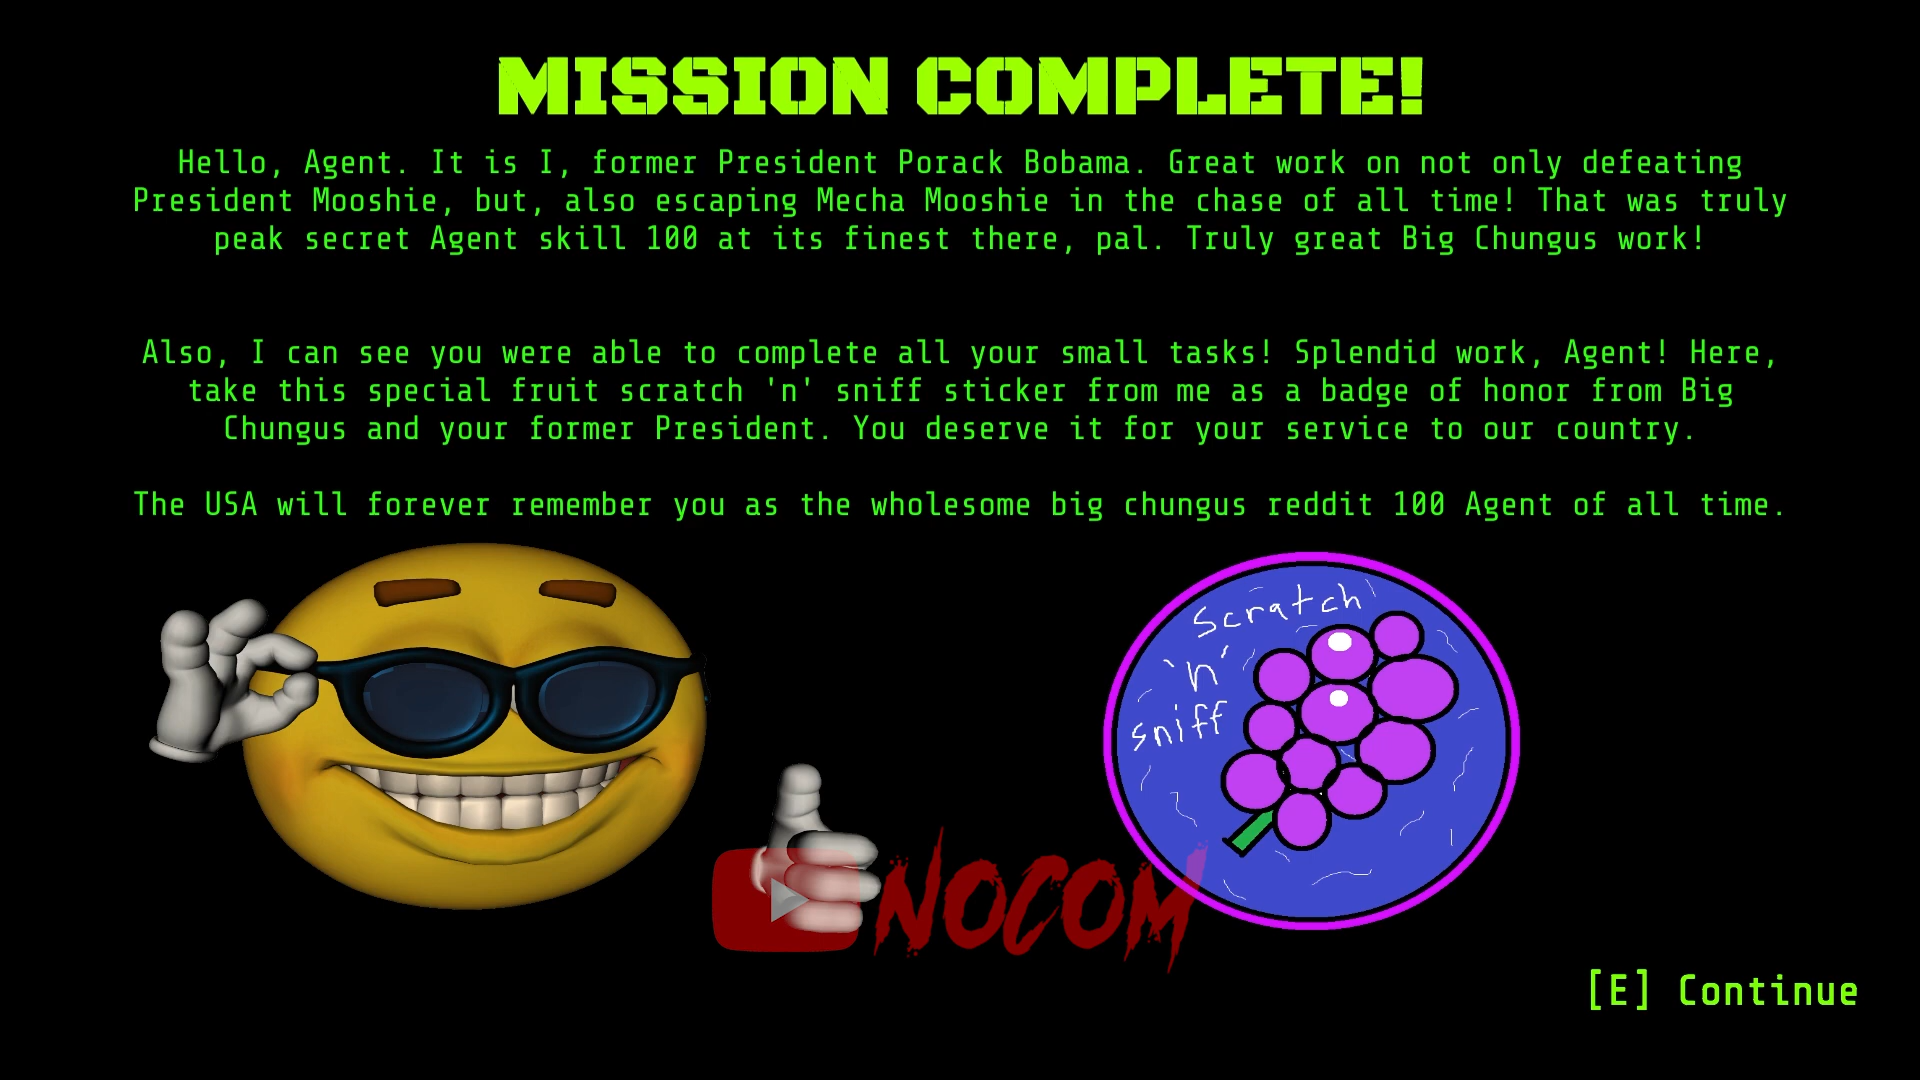 MISSION COMPLETE!
Hello, Agent. It is I, former President Porack Bobama. Great work on not only defeating
President Mooshie, but, also escaping Mecha Mooshie in the chase of all time! That was truly
peak secret Agent skill 100 at its finest there, pal. Truly great Big Chungus work!
Also, I can see you were able to complete all your small tasks! Splendid work, Agent! Here,
take this special fruit scratch 'n' sniff sticker from me as a badge of honor from Big
Chungus and your former President. You deserve it for your service to our country.
The USA will forever remember you as the wholesome big chungus reddit 100 Agent of all time.
Scratch
'n'
sniff
NOCOM
[E] Continue